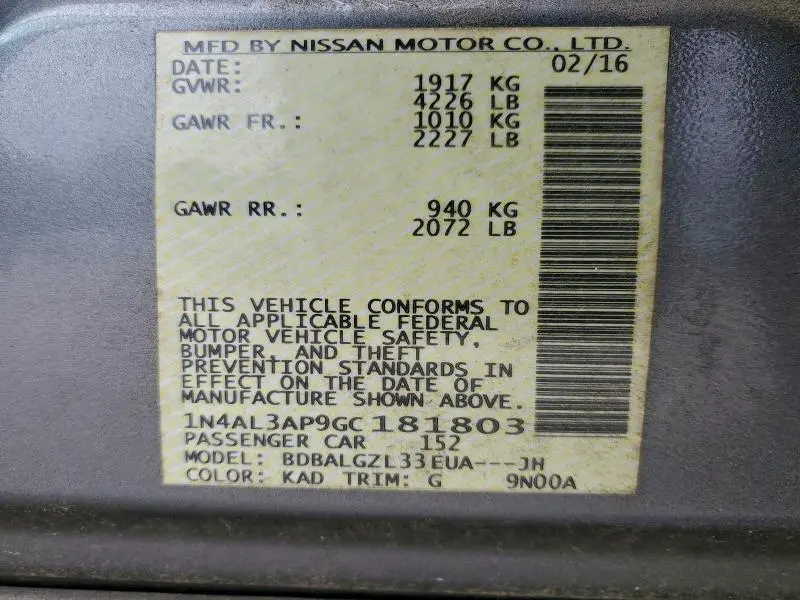 MFD BY NISSAN MOTOR CO., LTD.
DATE: 02/16
GVWR: 1917 KG
4226 LB
GAWR FR.: 1010 KG
2227 LB
GAWR RR.: 940 KG
2072 LB
THIS VEHICLE CONFORMS TO
ALL APPLICABLE FEDERAL
MOTOR VEHICLE SAFETY,
BUMPER, AND THEFT
PREVENTION STANDARDS IN
EFFECT ON THE DATE OF
MANUFACTURE SHOWN ABOVE.
1N4AL3AP9GC181803
PASSENGER CAR 152
MODEL: BDBALGZL33EUA---JH
COLOR: KAD TRIM: G 9N00A